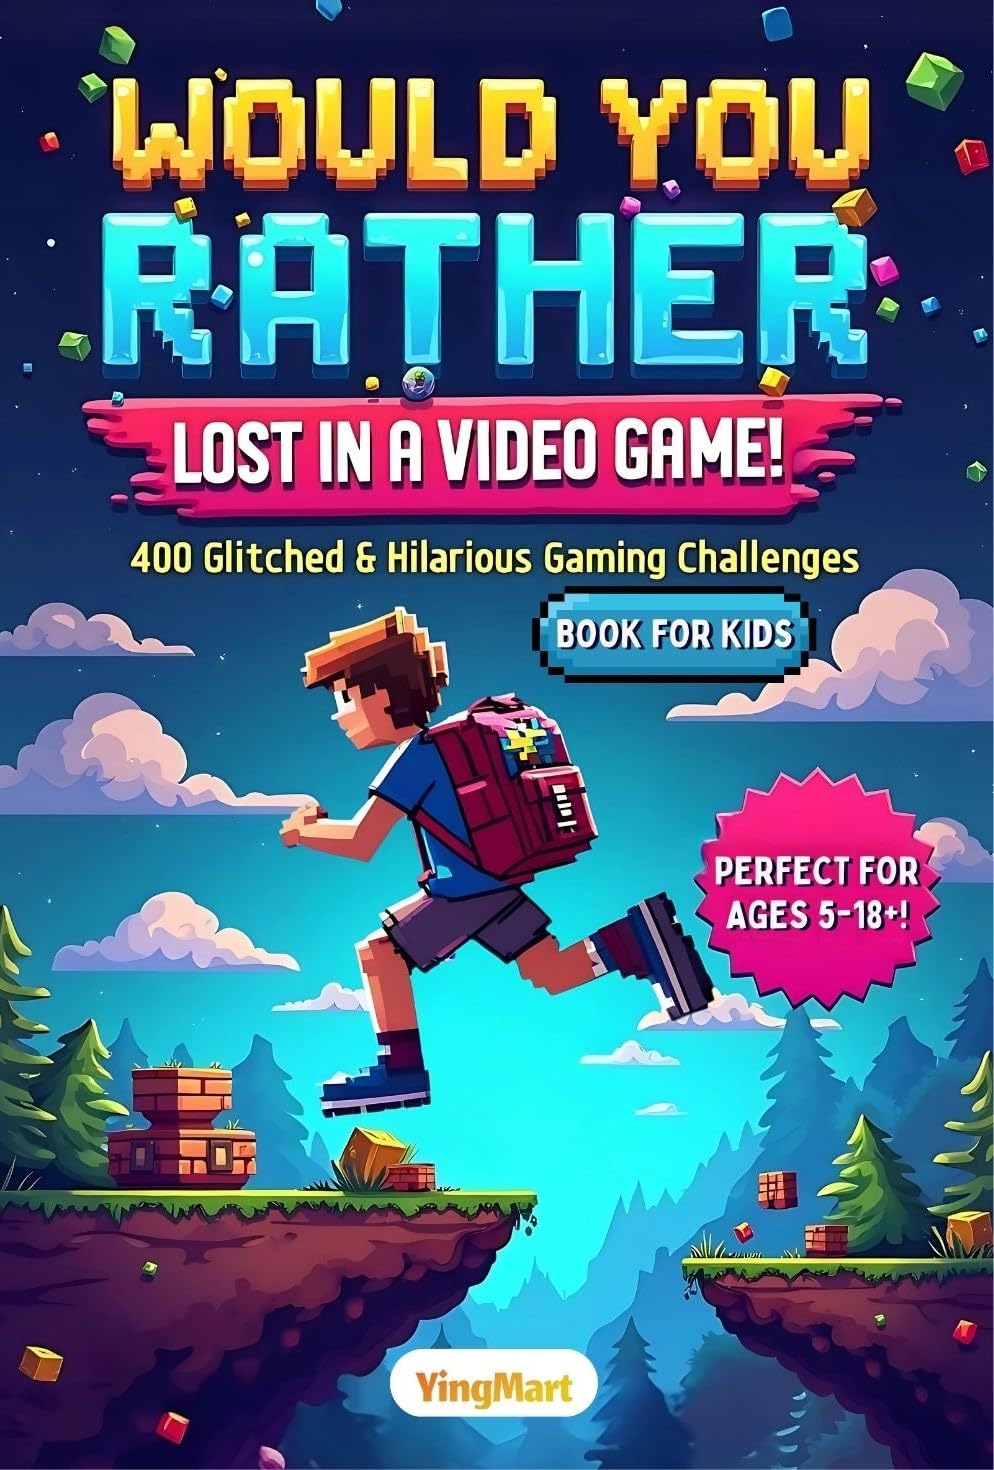 WOULD YOU
RATHER
LOST IN A VIDEO GAME!
400 Glitched & Hilarious Gaming Challenges
BOOK FOR KIDS
PERFECT FOR
AGES 5-18+!
YingMart